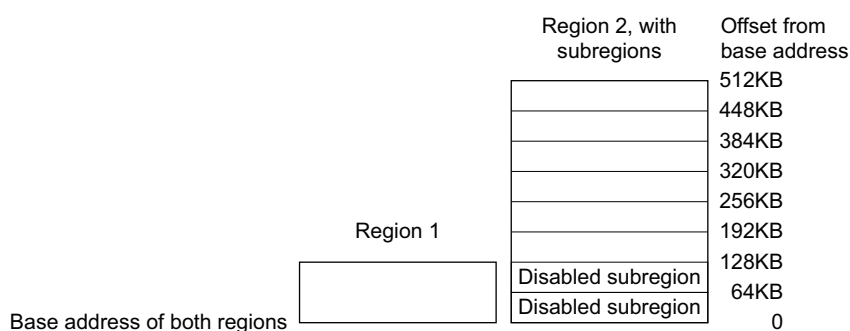 Region 2, with
subregions
Offset from
base address
512KB
448KB
384KB
320KB
256KB
192KB
Region 1
128KB
Disabled subregion
64KB
Disabled subregion
Base address of both regions
0